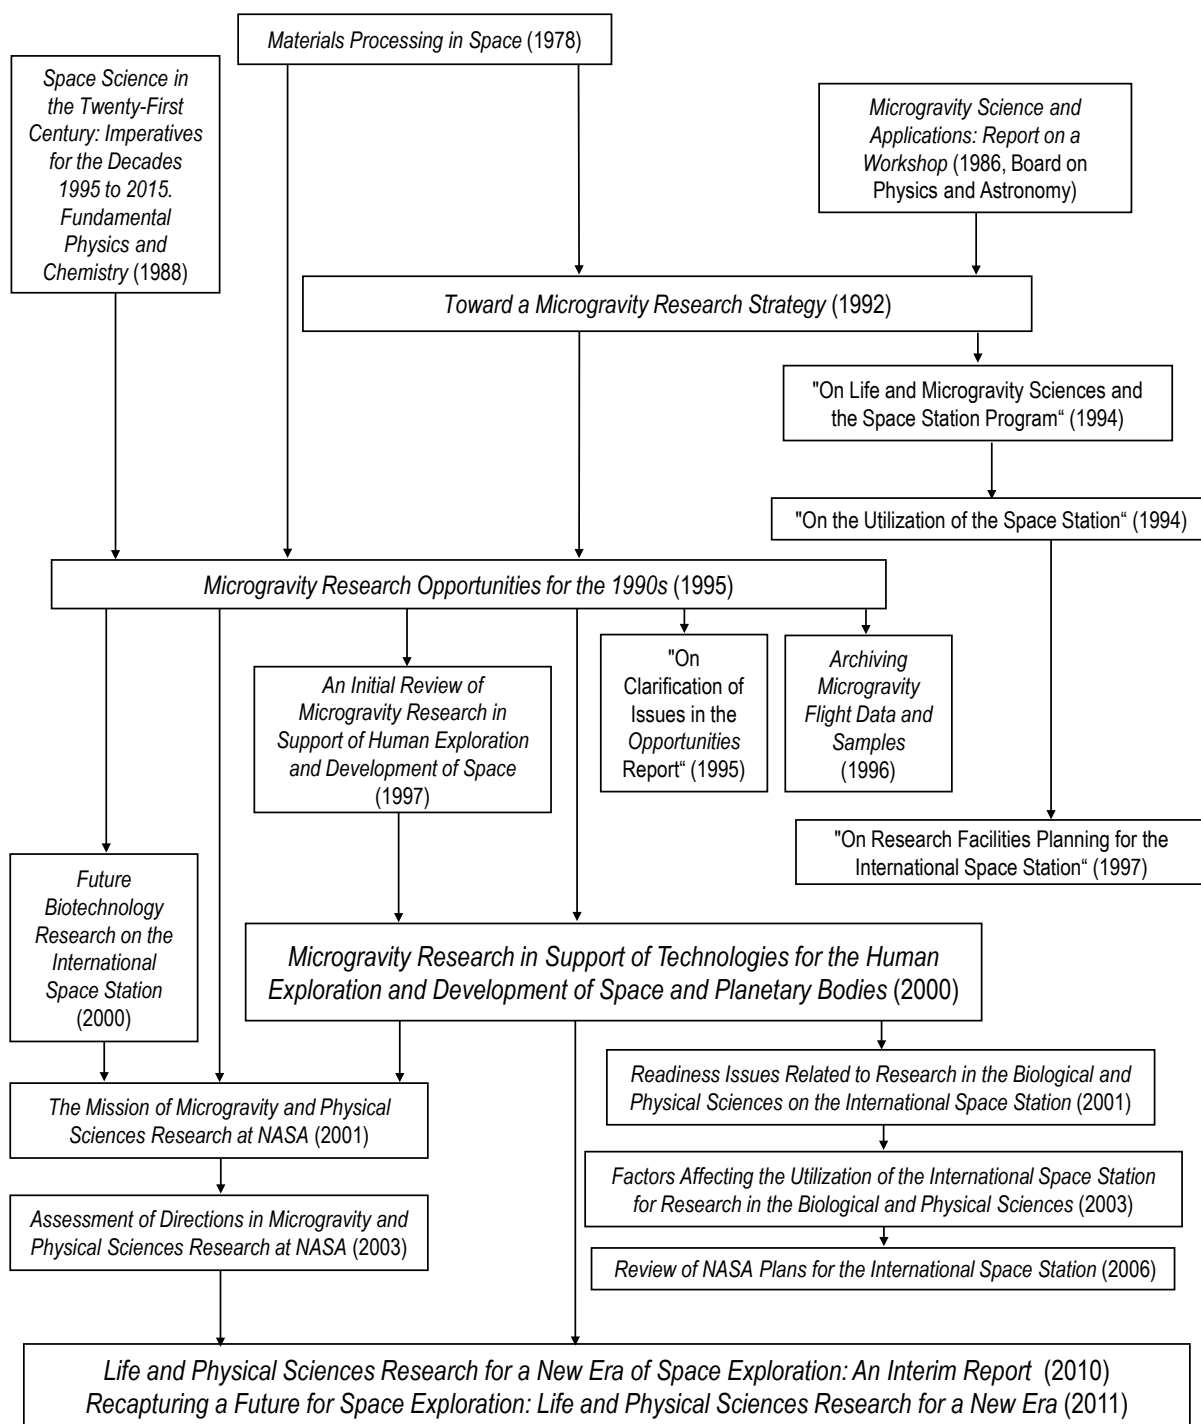 Materials Processing in Space (1978)
Space Science in
the Twenty-First
Century: Imperatives
for the Decades
1995 to 2015.
Fundamental
Physics and
Chemistry (1988)
Microgravity Science and
Applications: Report on a
Workshop (1986, Board on
Physics and Astronomy)
Toward a Microgravity Research Strategy (1992)
"On Life and Microgravity Sciences and
the Space Station Program“ (1994)
"On the Utilization of the Space Station“ (1994)
Microgravity Research Opportunities for the 1990s (1995)
An Initial Review of
Microgravity Research in
Support of Human Exploration
and Development of Space
(1997)
"On
Clarification of
Issues in the
Opportunities
Report“ (1995)
Archiving
Microgravity
Flight Data and
Samples
(1996)
"On Research Facilities Planning for the
International Space Station“ (1997)
Future
Biotechnology
Research on the
International
Space Station
(2000)
Microgravity Research in Support of Technologies for the Human
Exploration and Development of Space and Planetary Bodies (2000)
Readiness Issues Related to Research in the Biological and
Physical Sciences on the International Space Station (2001)
The Mission of Microgravity and Physical
Sciences Research at NASA (2001)
Factors Affecting the Utilization of the International Space Station
for Research in the Biological and Physical Sciences (2003)
Assessment of Directions in Microgravity and
Physical Sciences Research at NASA (2003)
Review of NASA Plans for the International Space Station (2006)
Life and Physical Sciences Research for a New Era of Space Exploration: An Interim Report (2010)
Recapturing a Future for Space Exploration: Life and Physical Sciences Research for a New Era (2011)